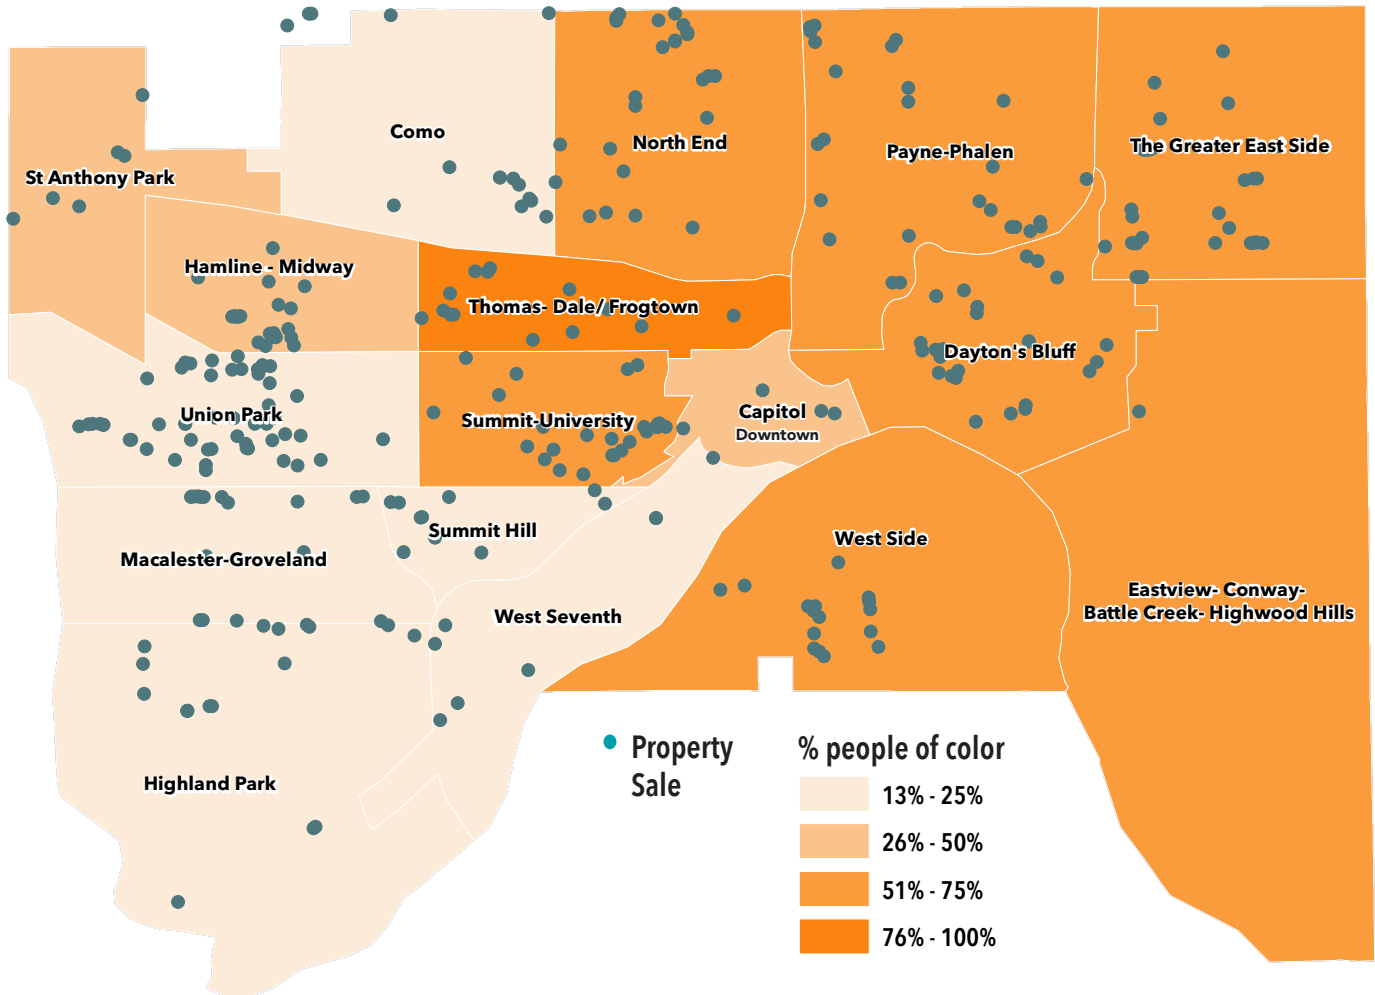 Como
North End
Payne-Phalen
The Greater East Side
St Anthony Park
Hamline - Midway
Thomas- Dale/ Frogtown
Dayton's Bluff
Union Park
Summit-University
Capitol
Downtown
Summit Hill
West Side
Macalester-Groveland
West Seventh
Eastview- Conway-
Battle Creek- Highwood Hills
Highland Park
Property
Sale
% people of color
13% - 25%
26% - 50%
51% - 75%
76% - 100%